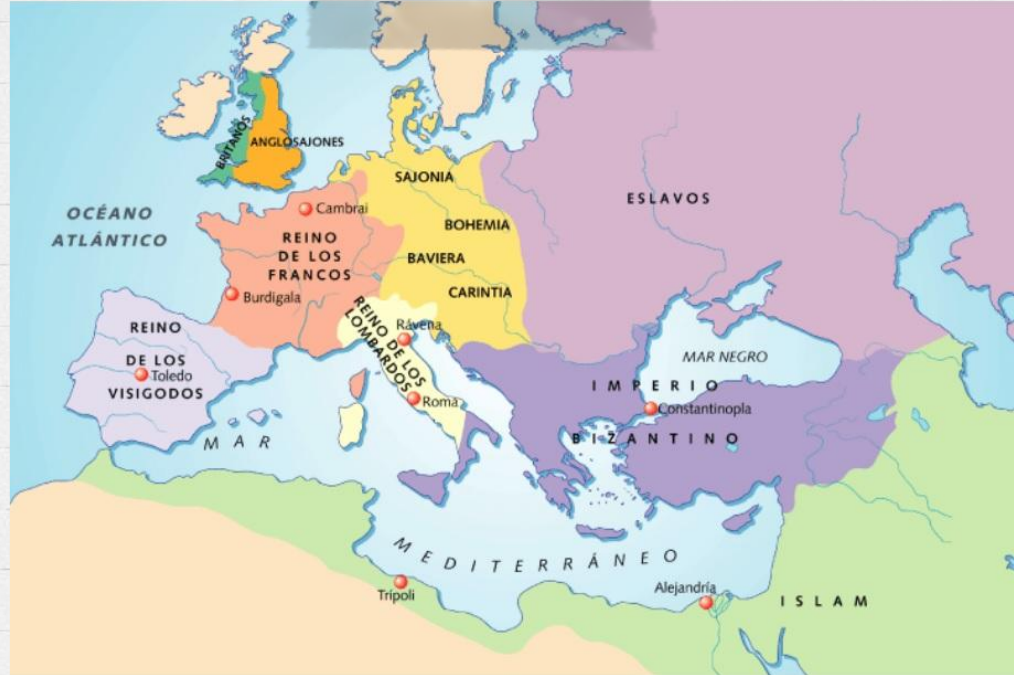 BRITANOS
ANGLOSAJONES
SAJONIA
ESLAVOS
OCÉANO
ATLÁNTICO
Cambrai
BOHEMIA
REINO
DE LOS
FRANCOS
BAVIERA
CARINTIA
Burdigala
REINO DE LOS
LOMBARDOS
Rávena
REINO
DE LOS
Toledo
VISIGODOS
MAR NEGRO
IMPERIO
Roma
Constantinopla
BIZANTINO
MAR
MEDITERRÁNEO
Trípoli
Alejandría
ISLAM